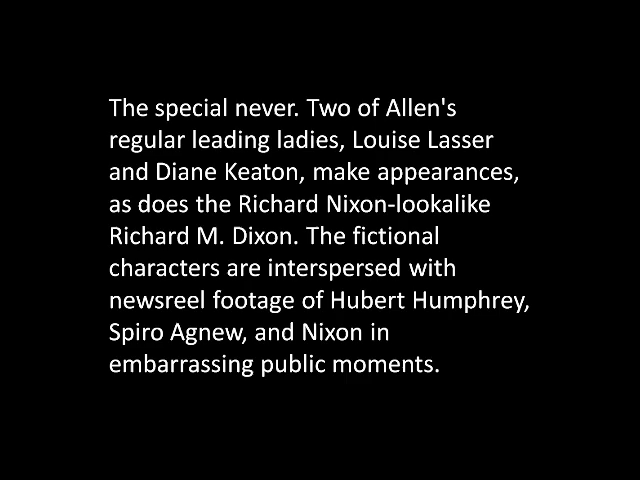 The special never. Two of Allen's
regular leading ladies, Louise Lasser
and Diane Keaton, make appearances,
as does the Richard Nixon-lookalike
Richard M. Dixon. The fictional
characters are interspersed with
newsreel footage of Hubert Humphrey,
Spiro Agnew, and Nixon in
embarrassing public moments.